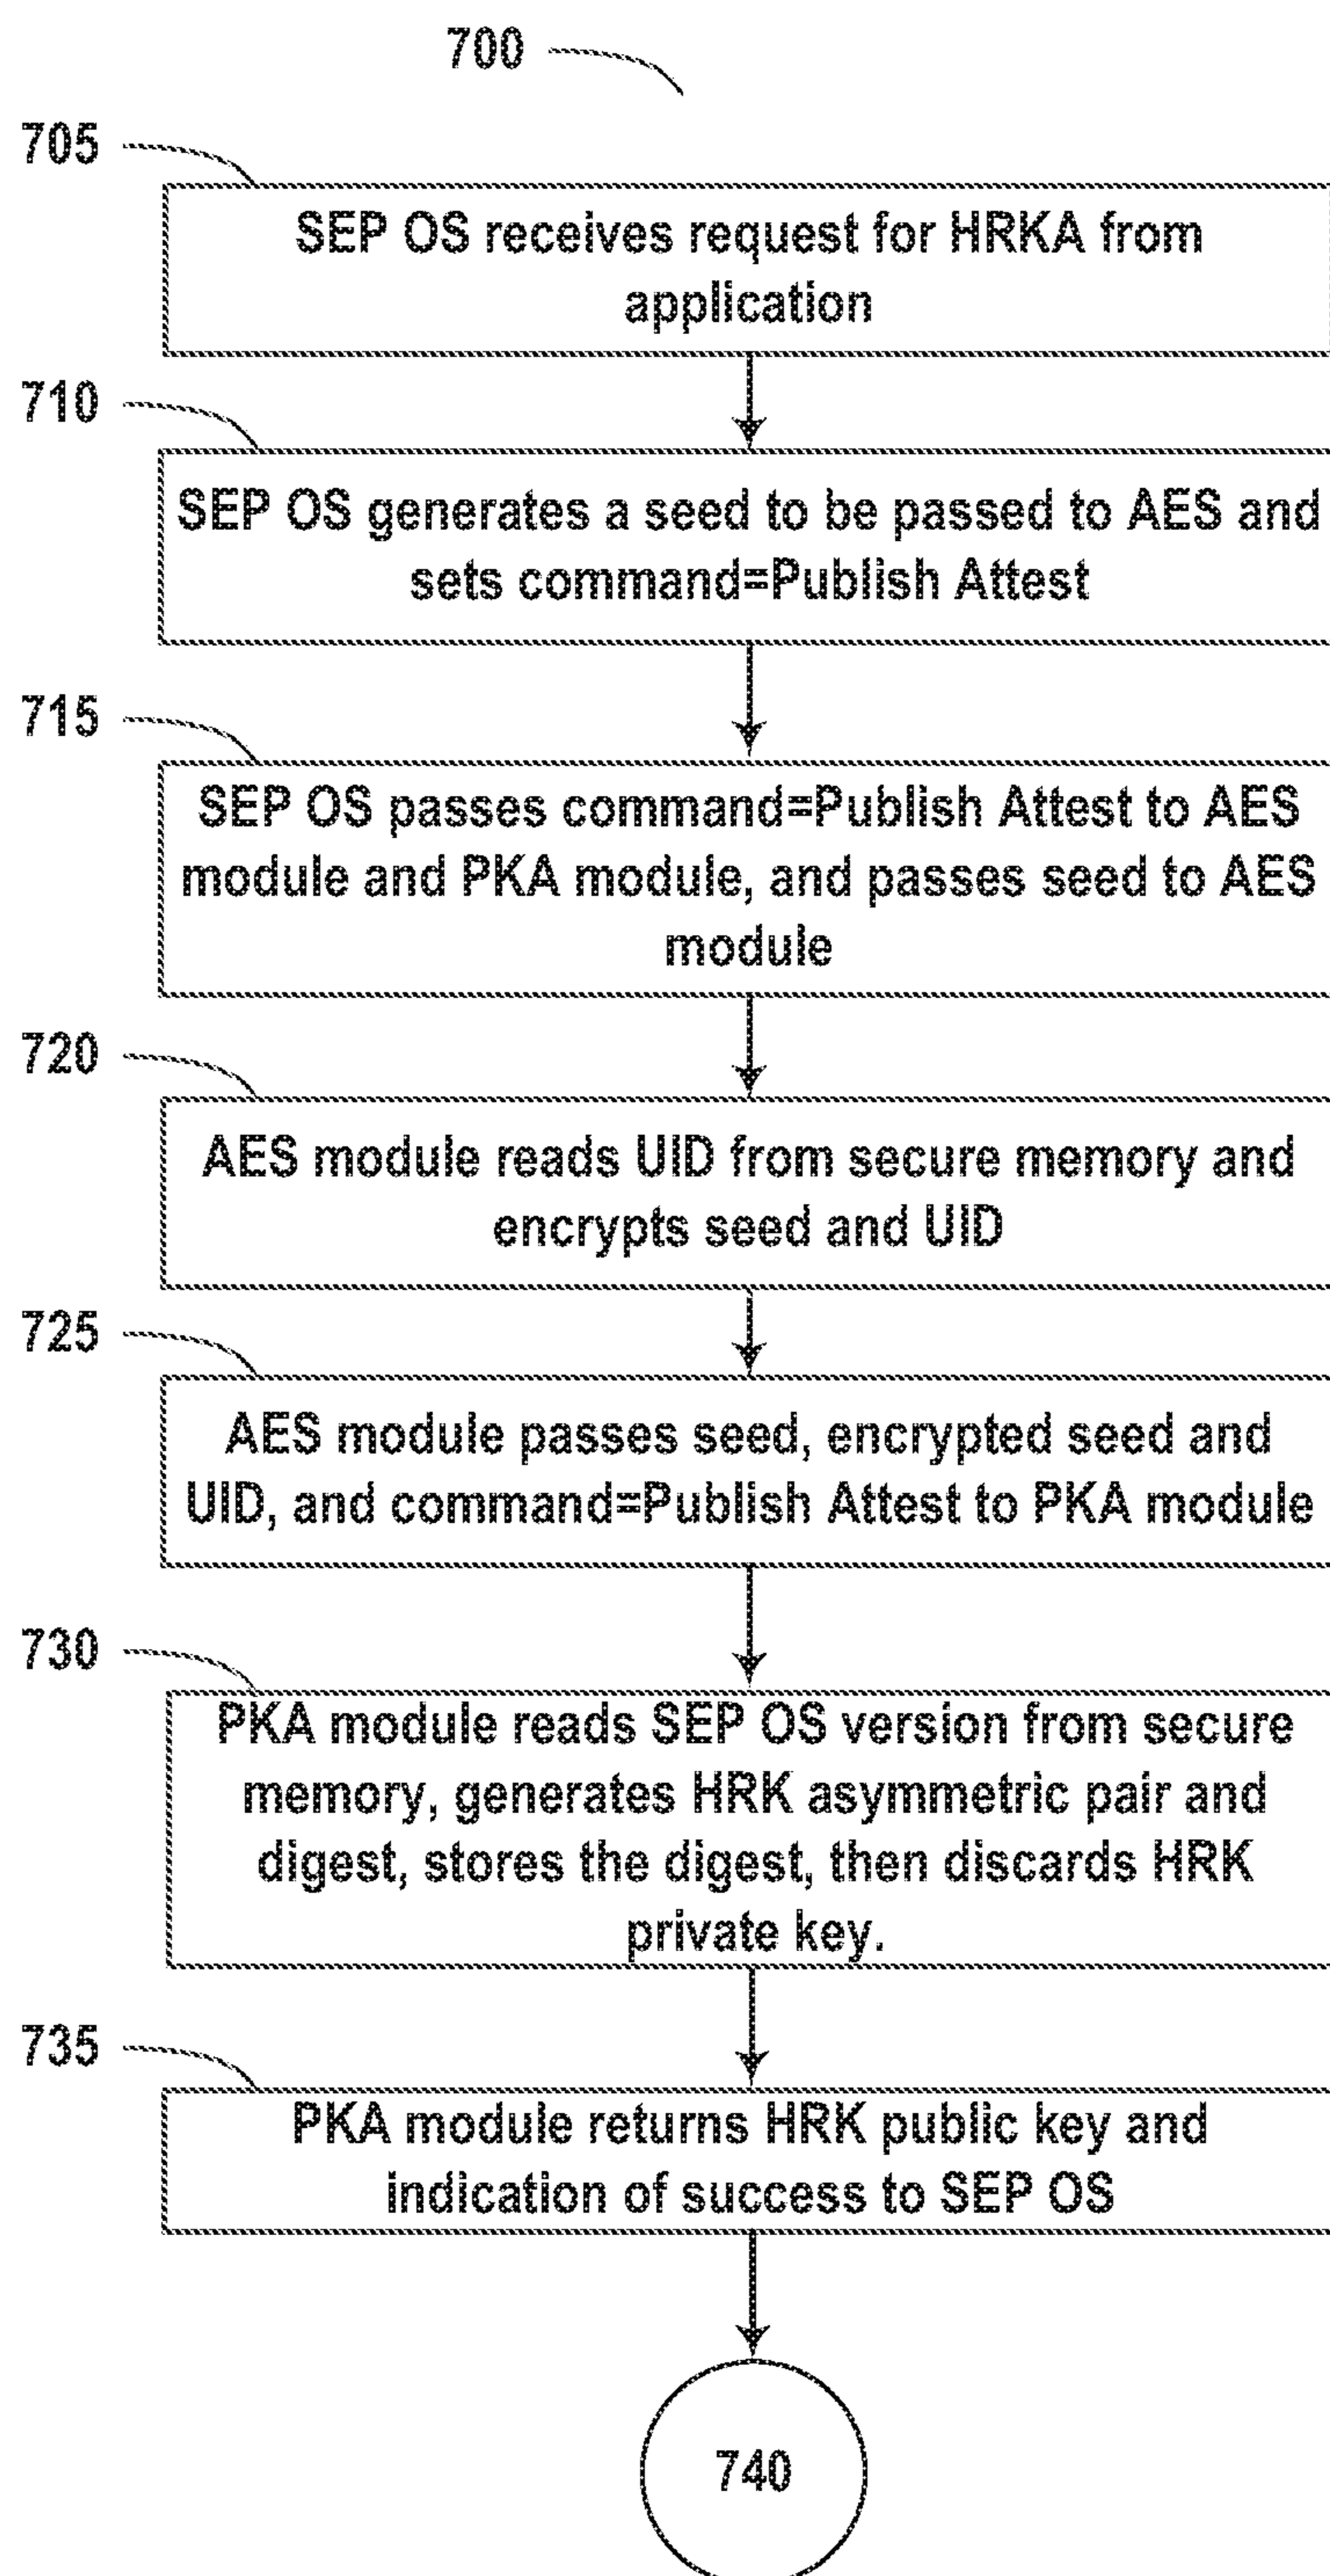 700
705
SEP OS receives request for HRKA from
application
710
SEP OS generates a seed to be passed to AES and
sets command=Publish Attest
715
SEP OS passes command=Publish Attest to AES
module and PKA module, and passes seed to AES
module
720
AES module reads UID from secure memory and
encrypts seed and UID
725
AES module passes seed, encrypted seed and
UID, and command=Publish Attest to PKA module
730
PKA module reads SEP OS version from secure
memory, generates HRK asymmetric pair and
digest, stores the digest, then discards HRK
private key.
735
PKA module returns HRK public key and
indication of success to SEP OS
740